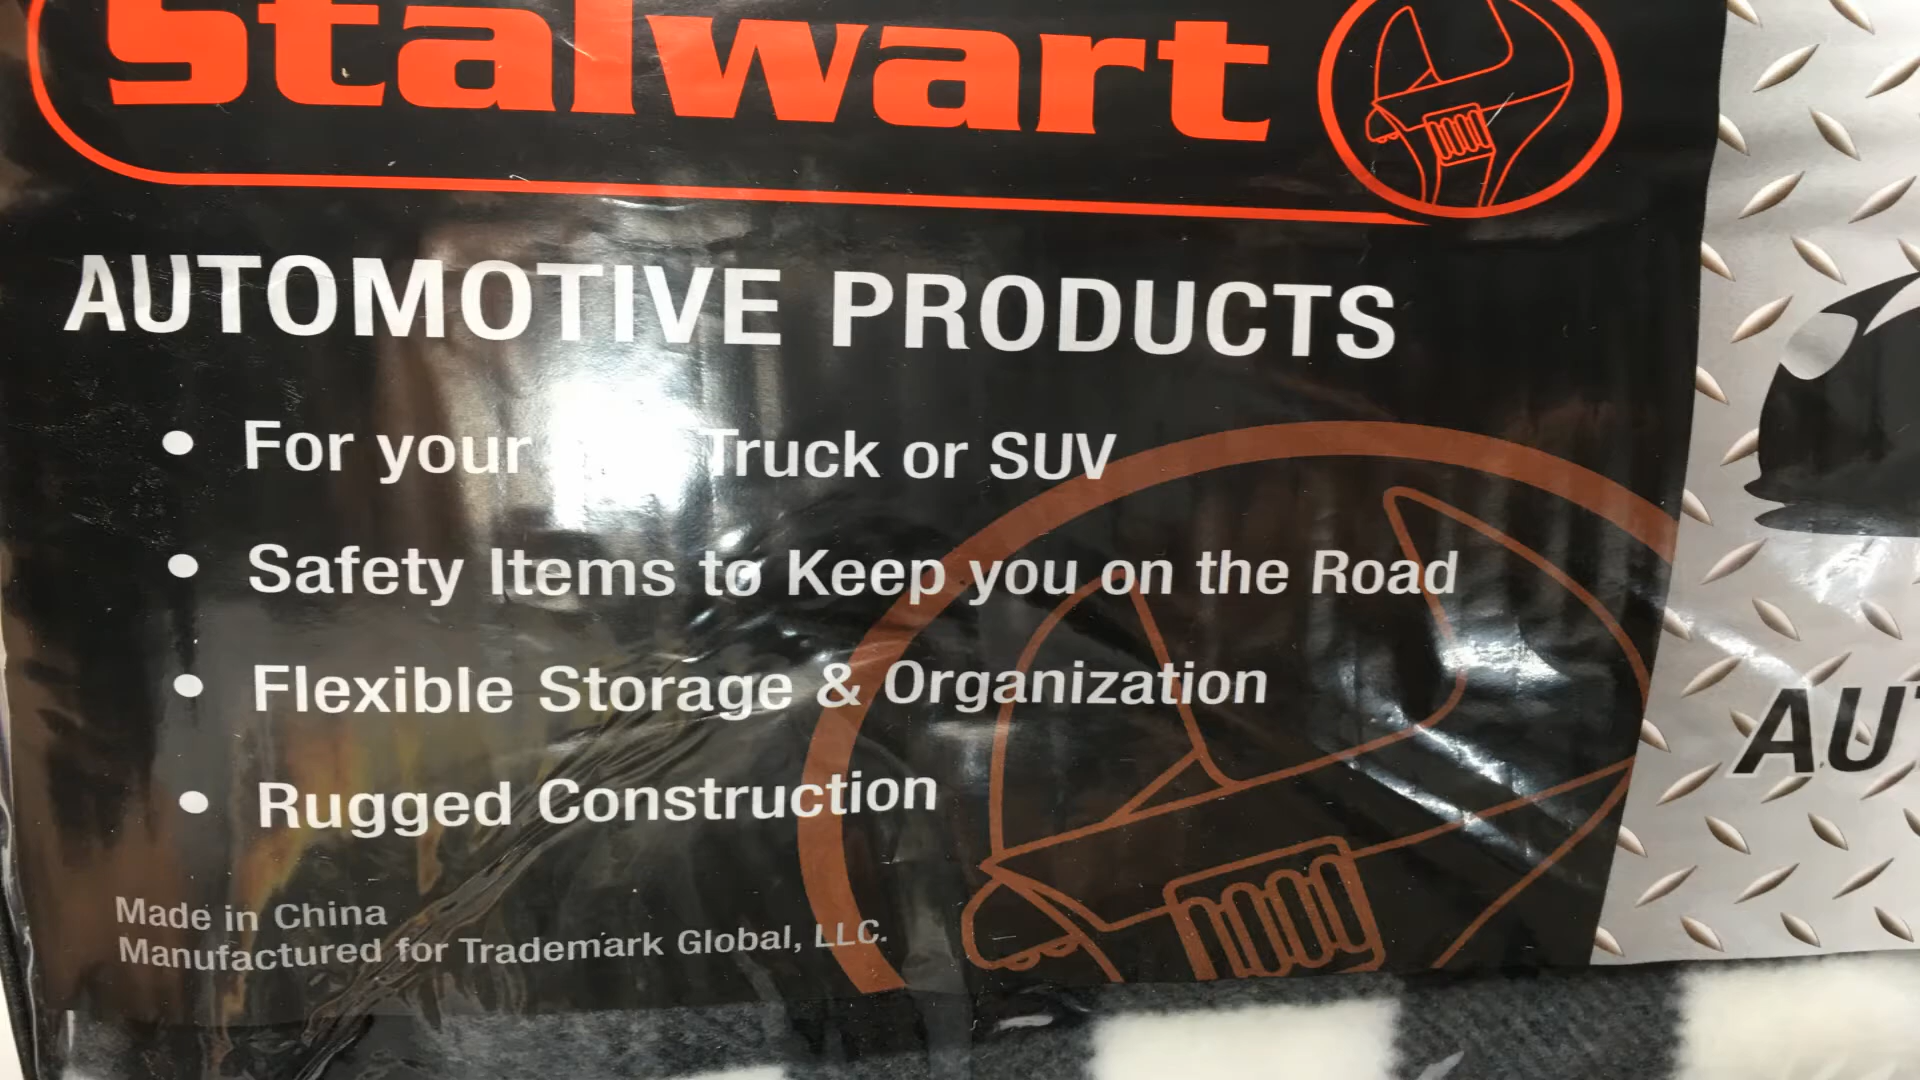 Stalwart
AUTOMOTIVE PRODUCTS
• For your Truck or SUV
• Safety Items to Keep you on the Road
• Flexible Storage & Organization
• Rugged Construction
Made in China
Manufactured for Trademark Global, LLC.
AU